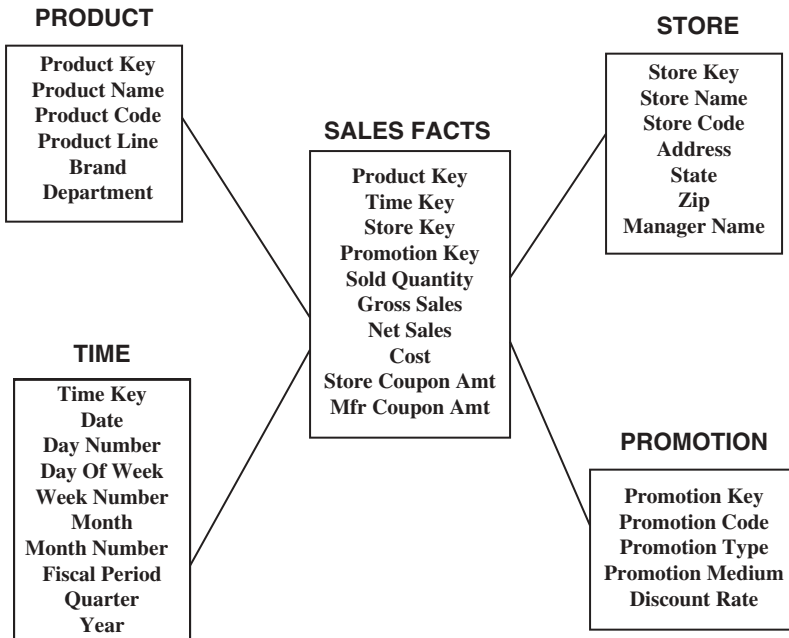 PRODUCT
Product Key
Product Name
Product Code
Product Line
Brand
Department
STORE
Store Key
Store Name
Store Code
Address
State
Zip
Manager Name
SALES FACTS
Product Key
Time Key
Store Key
Promotion Key
Sold Quantity
Gross Sales
Net Sales
Cost
Store Coupon Amt
Mfr Coupon Amt
TIME
Time Key
Date
Day Number
Day Of Week
Week Number
Month
Month Number
Fiscal Period
Quarter
Year
PROMOTION
Promotion Key
Promotion Code
Promotion Type
Promotion Medium
Discount Rate